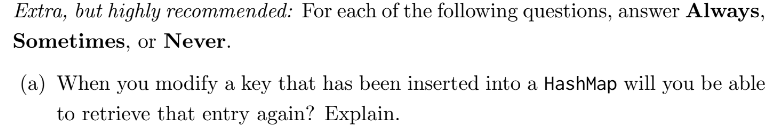 Extra, but highly recommended: For each of the following questions, answer Always,
Sometimes, or Never.
(a) When you modify a key that has been inserted into a HashMap will you be able
to retrieve that entry again? Explain.